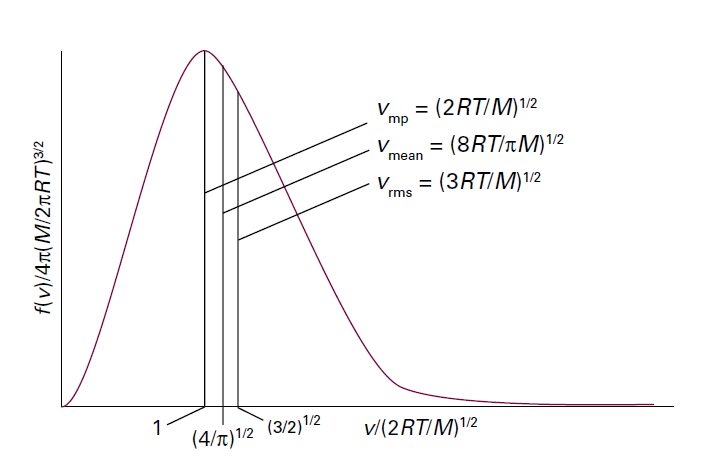 v_mp = (2RT/M)^1/2
v_mean = (8RT/πM)^1/2
v_rms = (3RT/M)^1/2
f(v)/4π(M/2πRT)^3/2
1
(4/π)^1/2
(3/2)^1/2
v/(2RT/M)^1/2